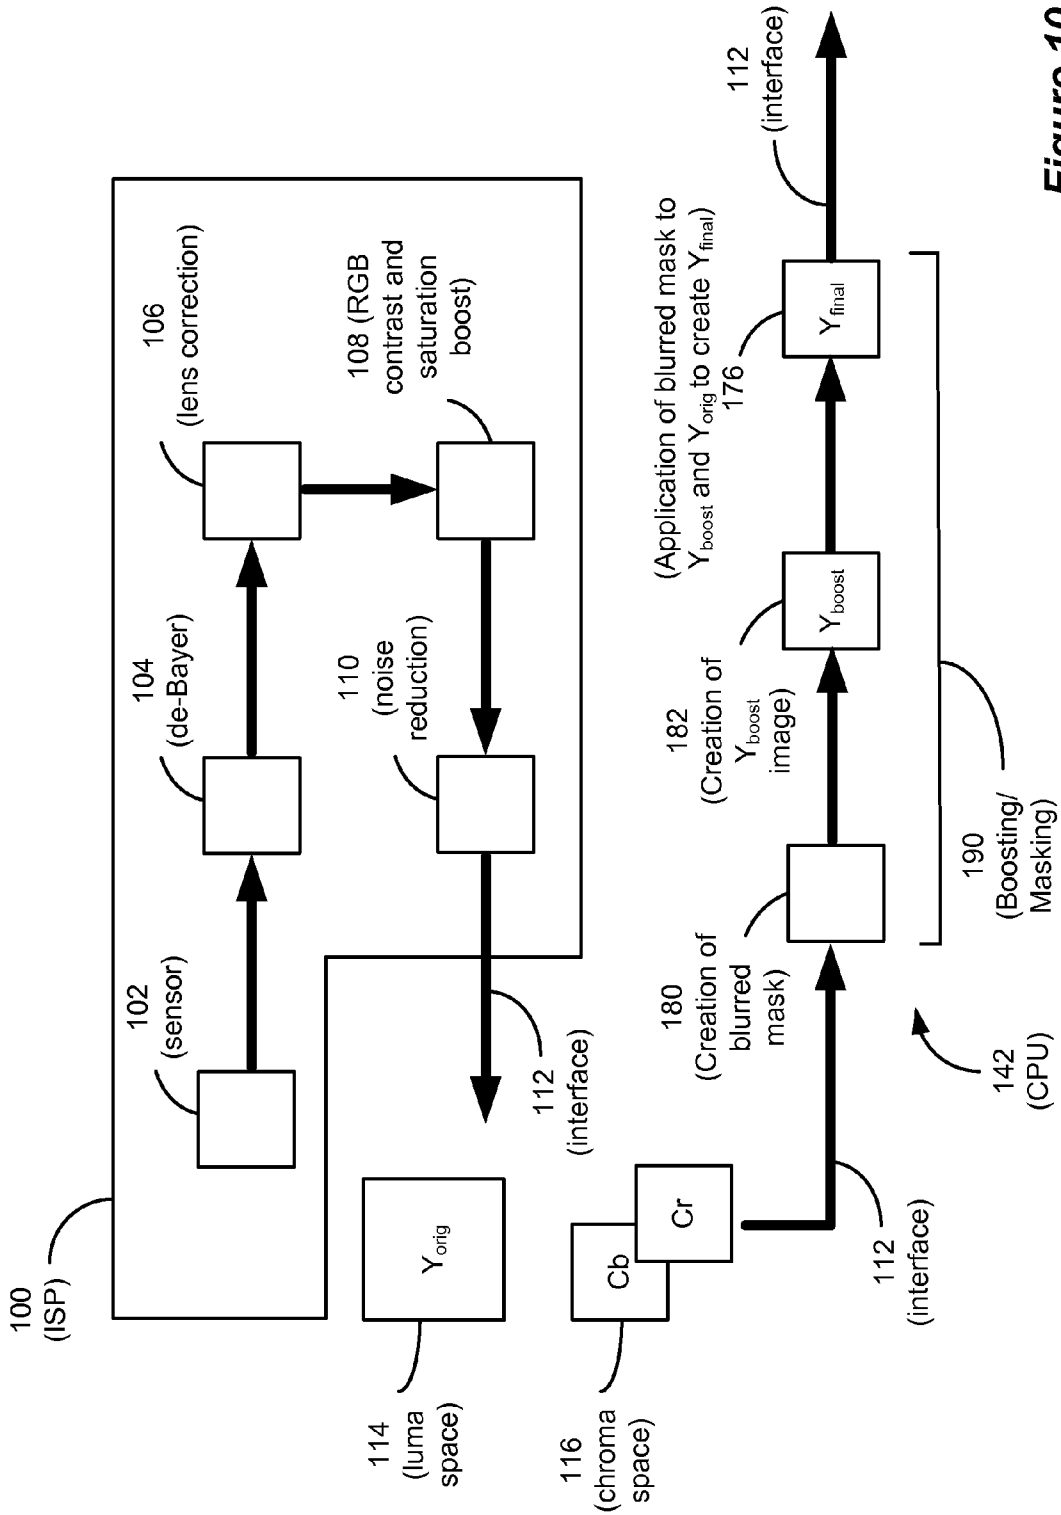 100
(ISP)
102
(sensor)
104
(de-Bayer)
106
(lens correction)
108 (RGB
contrast and
saturation
boost)
110
(noise
reduction)
112
(interface)
114
(luma
space)
Y_orig
116
(chroma
space)
Cb
Cr
112
(interface)
180
(Creation of
blurred
mask)
182
(Creation of
Y_boost
image)
Y_boost
(Application of blurred mask to
Y_boost and Y_orig to create Y_final)
176
Y_final
112
(interface)
142
(CPU)
190
(Boosting/
Masking)
Figure 10